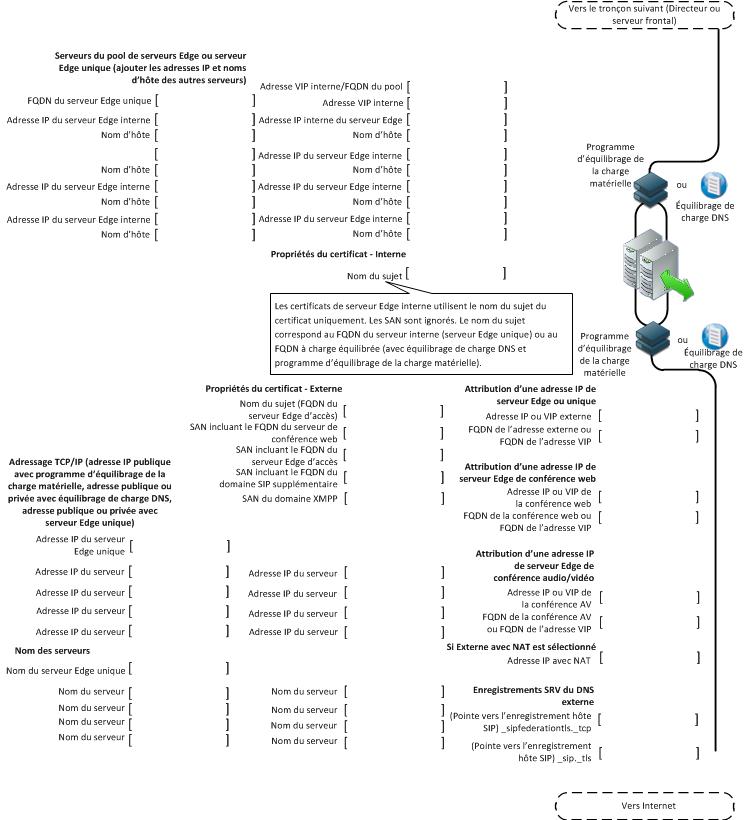 Vers le tronçon suivant (Directeur ou
serveur frontal)
Serveurs du pool de serveurs Edge ou serveur
Edge unique (ajouter les adresses IP et noms
d'hôte des autres serveurs)
FQDN du serveur Edge unique [ ]
Adresse IP du serveur Edge interne [ ]
Nom d'hôte [ ]
[ ]
Nom d'hôte [ ]
Adresse IP du serveur Edge interne [ ]
Nom d'hôte [ ]
Adresse IP du serveur Edge interne [ ]
Nom d'hôte [ ]
Adresse VIP interne/FQDN du pool [ ]
Adresse VIP interne [ ]
Adresse IP interne du serveur Edge [ ]
Nom d'hôte [ ]
Adresse IP du serveur Edge interne [ ]
Nom d'hôte [ ]
Adresse IP du serveur Edge interne [ ]
Nom d'hôte [ ]
Adresse IP du serveur Edge interne [ ]
Nom d'hôte [ ]
Programme
d'équilibrage de
la charge
matérielle
ou
Équilibrage de
charge DNS
Propriétés du certificat - Interne
Nom du sujet [ ]
Les certificats de serveur Edge interne utilisent le nom du sujet du
certificat uniquement. Les SAN sont ignorés. Le nom du sujet
correspond au FQDN du serveur interne (serveur Edge unique) ou au
FQDN à charge équilibrée (avec équilibrage de charge DNS et
programme d'équilibrage de la charge matérielle).
Programme
d'équilibrage
de la charge
matérielle
ou
Équilibrage de
charge DNS
Propriétés du certificat - Externe
Nom du sujet (FQDN du
serveur Edge d'accès) [ ]
SAN incluant le FQDN du serveur de
conférence web [ ]
SAN incluant le FQDN du
serveur Edge d'accès [ ]
SAN incluant le FQDN du
domaine SIP supplémentaire [ ]
SAN du domaine XMPP [ ]
Attribution d'une adresse IP de
serveur Edge ou unique
Adresse IP ou VIP externe [ ]
FQDN de l'adresse externe ou
FQDN de l'adresse VIP [ ]
Attribution d'une adresse IP de
serveur Edge de conférence web
Adresse IP ou VIP de
la conférence web [ ]
FQDN de la conférence web ou
FQDN de l'adresse VIP [ ]
Attribution d'une adresse IP
de serveur Edge de
conférence audio/vidéo
Adresse IP ou VIP de
la conférence AV [ ]
FQDN de la conférence AV
ou FQDN de l'adresse VIP [ ]
Si Externe avec NAT est sélectionné
Adresse IP avec NAT [ ]
Enregistrements SRV du DNS
externe
(Pointe vers l'enregistrement hôte
SIP) _sipfederationtls._tcp [ ]
(Pointe vers l'enregistrement
hôte SIP) _sip._tls [ ]
Adressage TCP/IP (adresse IP publique
avec programme d'équilibrage de la
charge matérielle, adresse publique ou
privée avec équilibrage de charge DNS,
adresse publique ou privée avec
serveur Edge unique)
Adresse IP du serveur
Edge unique [ ]
Adresse IP du serveur [ ] Adresse IP du serveur [ ]
Adresse IP du serveur [ ] Adresse IP du serveur [ ]
Adresse IP du serveur [ ] Adresse IP du serveur [ ]
Adresse IP du serveur [ ] Adresse IP du serveur [ ]
Nom des serveurs
Nom du serveur Edge unique [ ]
Nom du serveur [ ] Nom du serveur [ ]
Nom du serveur [ ] Nom du serveur [ ]
Nom du serveur [ ] Nom du serveur [ ]
Nom du serveur [ ] Nom du serveur [ ]
Vers Internet